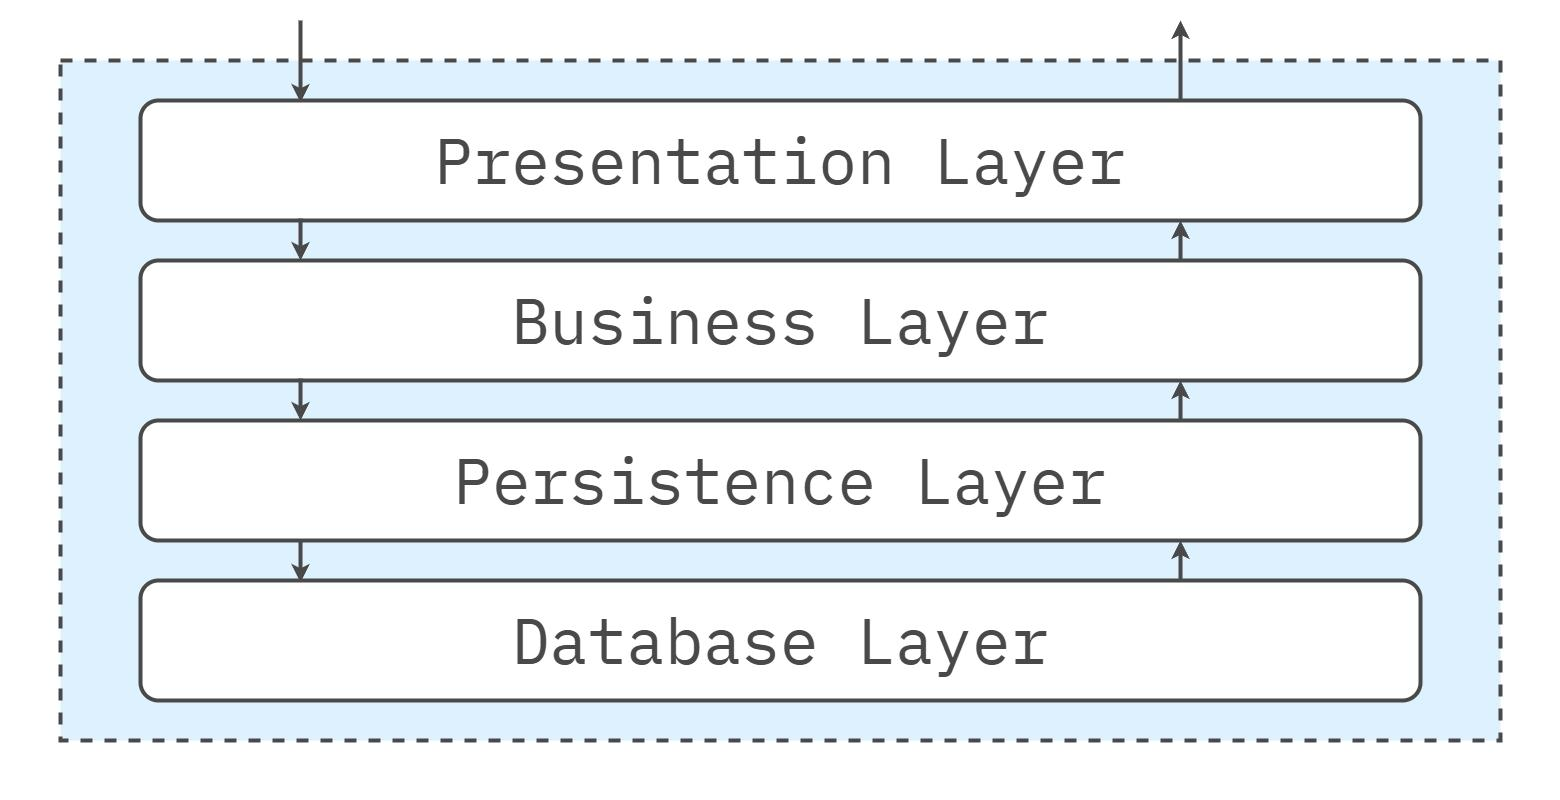 Presentation Layer
Business Layer
Persistence Layer
Database Layer